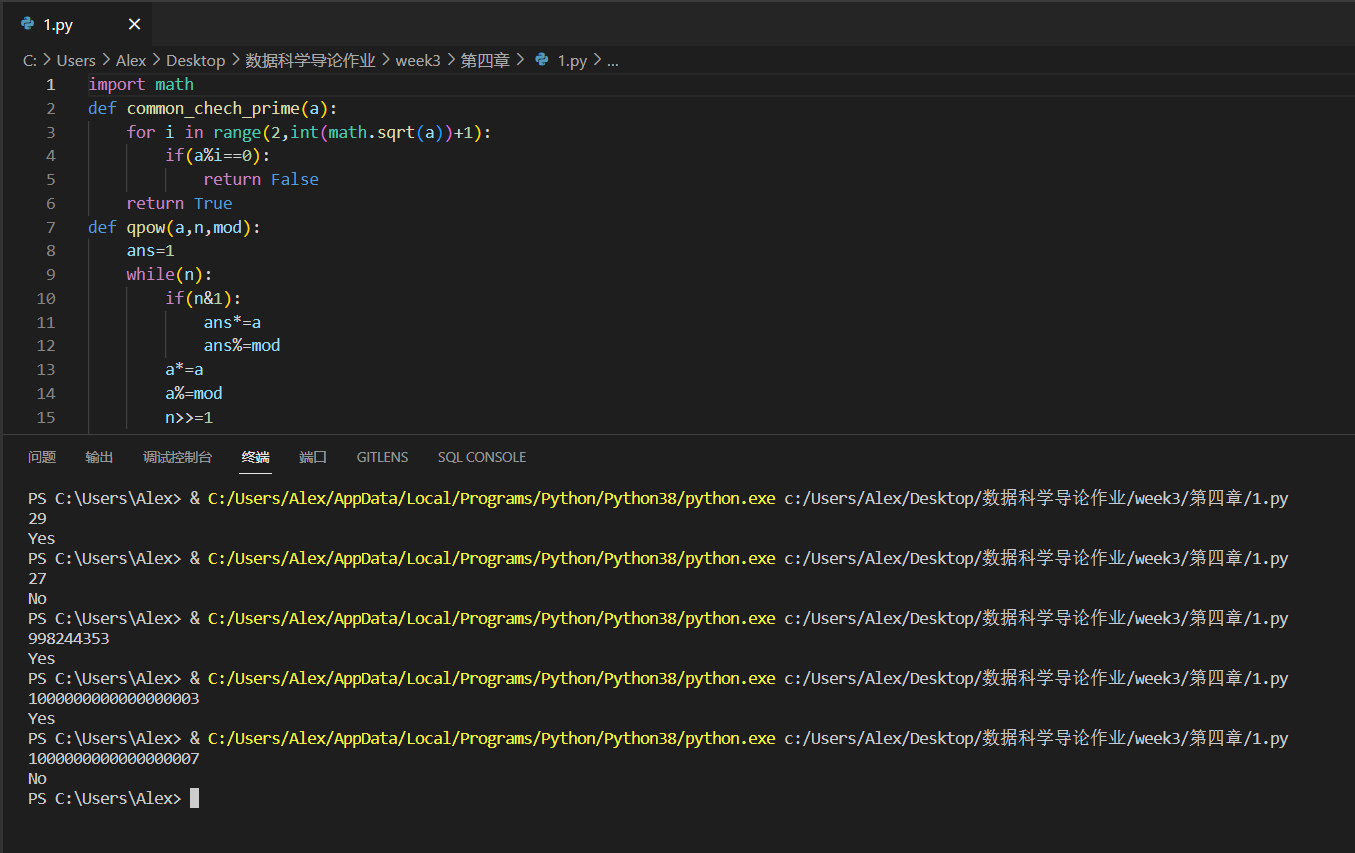 1.py
C: > Users > Alex > Desktop > 数据科学导论作业 > week3 > 第四章 > 1.py > ...
1 import math
2 def common_chech_prime(a):
3 for i in range(2,int(math.sqrt(a))+1):
4 if(a%i==0):
5 return False
6 return True
7 def qpow(a,n,mod):
8 ans=1
9 while(n):
10 if(n&1):
11 ans*=a
12 ans%=mod
13 a*=a
14 a%=mod
15 n>>=1
问题 输出 调试控制台 终端 端口 GITLENS SQL CONSOLE
PS C:\Users\Alex> & C:/Users/Alex/AppData/Local/Programs/Python/Python38/python.exe c:/Users/Alex/Desktop/数据科学导论作业/week3/第四章/1.py
29
Yes
PS C:\Users\Alex> & C:/Users/Alex/AppData/Local/Programs/Python/Python38/python.exe c:/Users/Alex/Desktop/数据科学导论作业/week3/第四章/1.py
27
No
PS C:\Users\Alex> & C:/Users/Alex/AppData/Local/Programs/Python/Python38/python.exe c:/Users/Alex/Desktop/数据科学导论作业/week3/第四章/1.py
998244353
Yes
PS C:\Users\Alex> & C:/Users/Alex/AppData/Local/Programs/Python/Python38/python.exe c:/Users/Alex/Desktop/数据科学导论作业/week3/第四章/1.py
1000000000000000003
Yes
PS C:\Users\Alex> & C:/Users/Alex/AppData/Local/Programs/Python/Python38/python.exe c:/Users/Alex/Desktop/数据科学导论作业/week3/第四章/1.py
1000000000000000007
No
PS C:\Users\Alex>